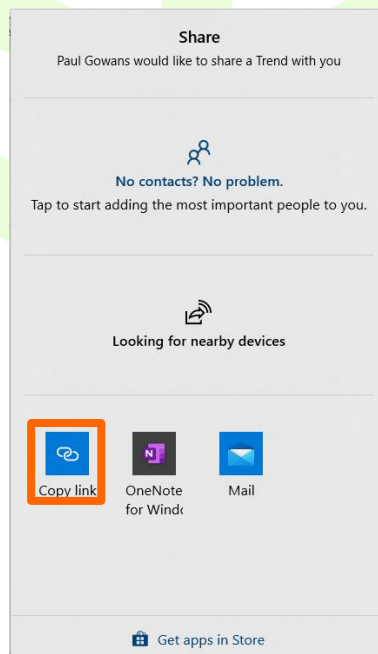 Share
Paul Gowans would like to share a Trend with you
No contacts? No problem.
Tap to start adding the most important people to you.
Looking for nearby devices
Copy link
OneNote
for Windo
Mail
Get apps in Store